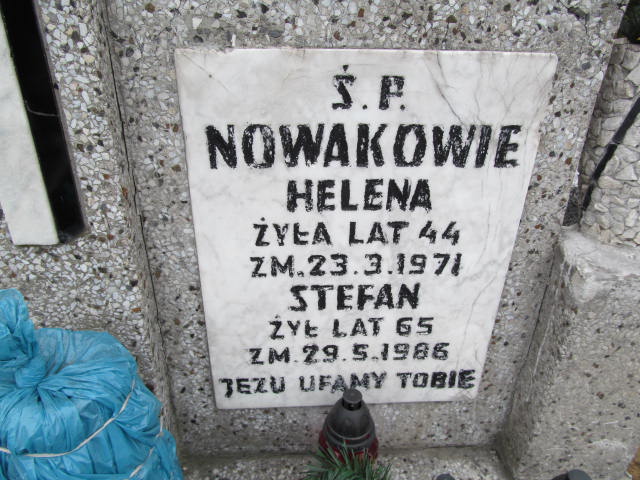 Ś.P.
NOWAKOWIE
HELENA
ŻYŁA LAT 44
ZM.23.3.1971
STEFAN
ŻYŁ LAT 65
ZM.29.5.1986
JEZU UFAMY TOBIE